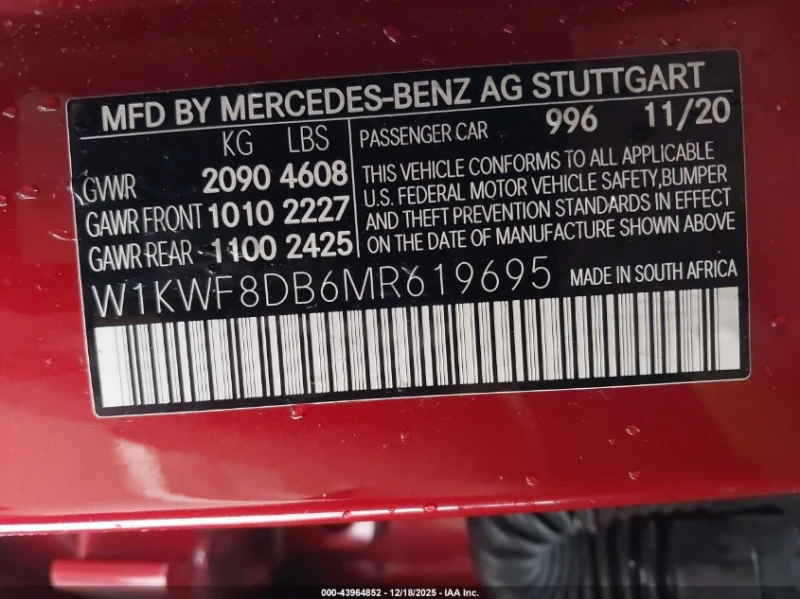 MFD BY MERCEDES-BENZ AG STUTTGART
KG LBS
GVWR 2090 4608
GAWR FRONT 1010 2227
GAWR REAR 1100 2425
PASSENGER CAR 996 11/20
THIS VEHICLE CONFORMS TO ALL APPLICABLE
U.S. FEDERAL MOTOR VEHICLE SAFETY,BUMPER
AND THEFT PREVENTION STANDARDS IN EFFECT
ON THE DATE OF MANUFACTURE SHOWN ABOVE
W1KWF8DB6MR619695
MADE IN SOUTH AFRICA
000-43964852 - 12/18/2025 - IAA Inc.